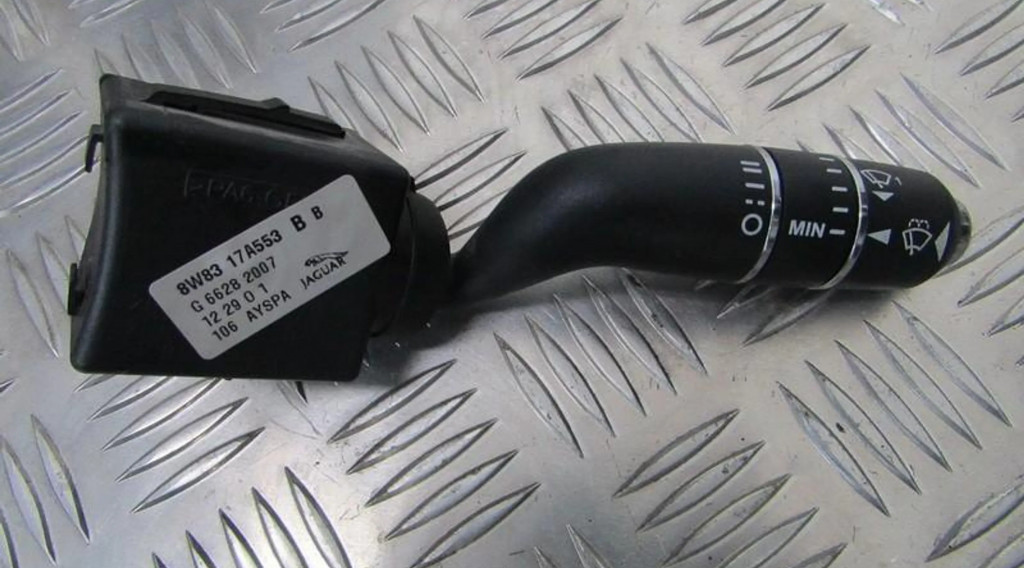 8W83 17A553 B B
G 6628 2007
12 29 0 1
106 AYSPA JAGUAR
MIN